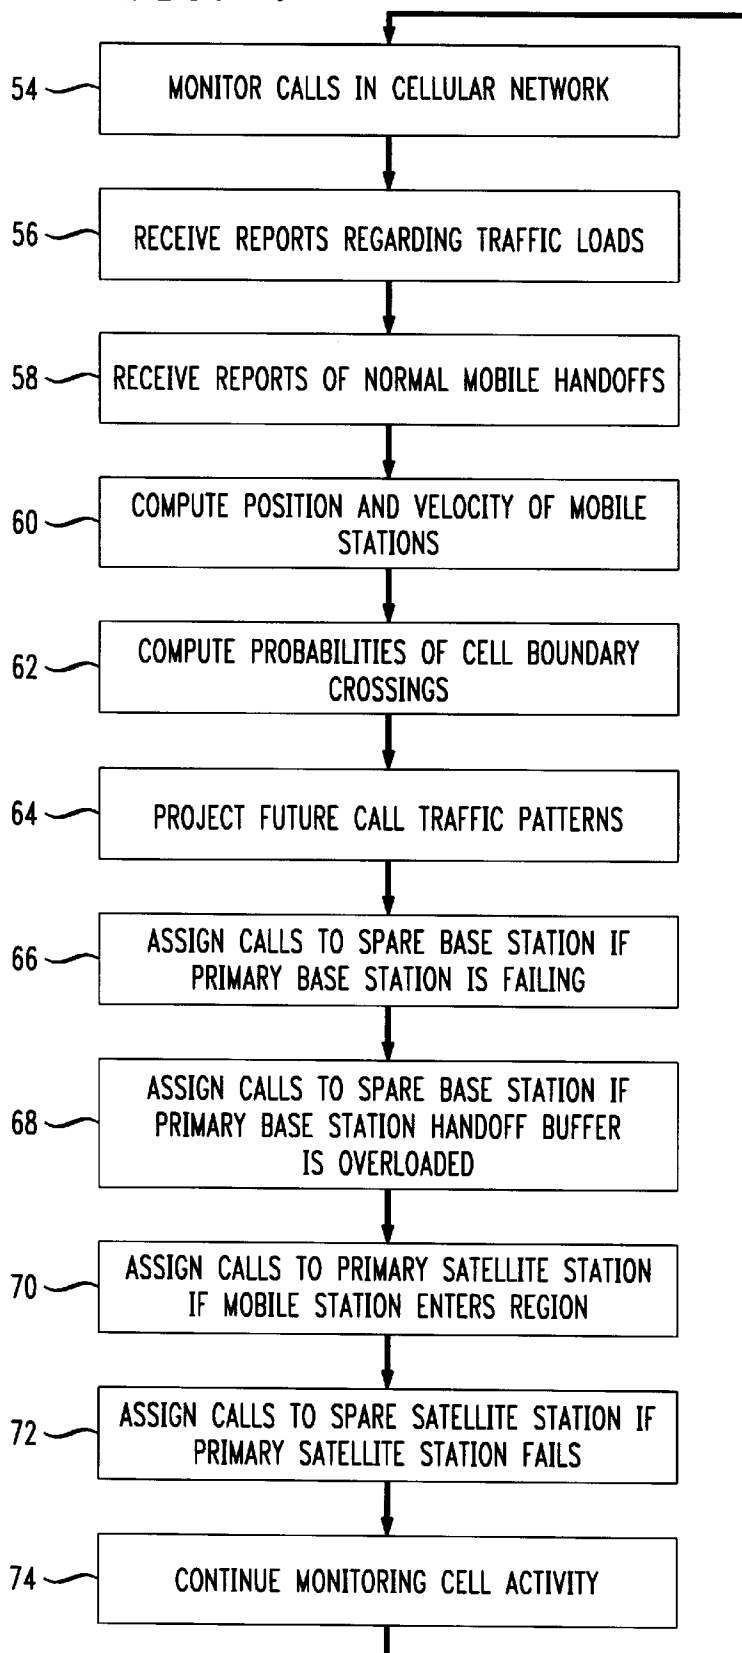 54
MONITOR CALLS IN CELLULAR NETWORK
56
RECEIVE REPORTS REGARDING TRAFFIC LOADS
58
RECEIVE REPORTS OF NORMAL MOBILE HANDOFFS
60
COMPUTE POSITION AND VELOCITY OF MOBILE
STATIONS
62
COMPUTE PROBABILITIES OF CELL BOUNDARY
CROSSINGS
64
PROJECT FUTURE CALL TRAFFIC PATTERNS
66
ASSIGN CALLS TO SPARE BASE STATION IF
PRIMARY BASE STATION IS FAILING
68
ASSIGN CALLS TO SPARE BASE STATION IF
PRIMARY BASE STATION HANDOFF BUFFER
IS OVERLOADED
70
ASSIGN CALLS TO PRIMARY SATELLITE STATION
IF MOBILE STATION ENTERS REGION
72
ASSIGN CALLS TO SPARE SATELLITE STATION IF
PRIMARY SATELLITE STATION FAILS
74
CONTINUE MONITORING CELL ACTIVITY